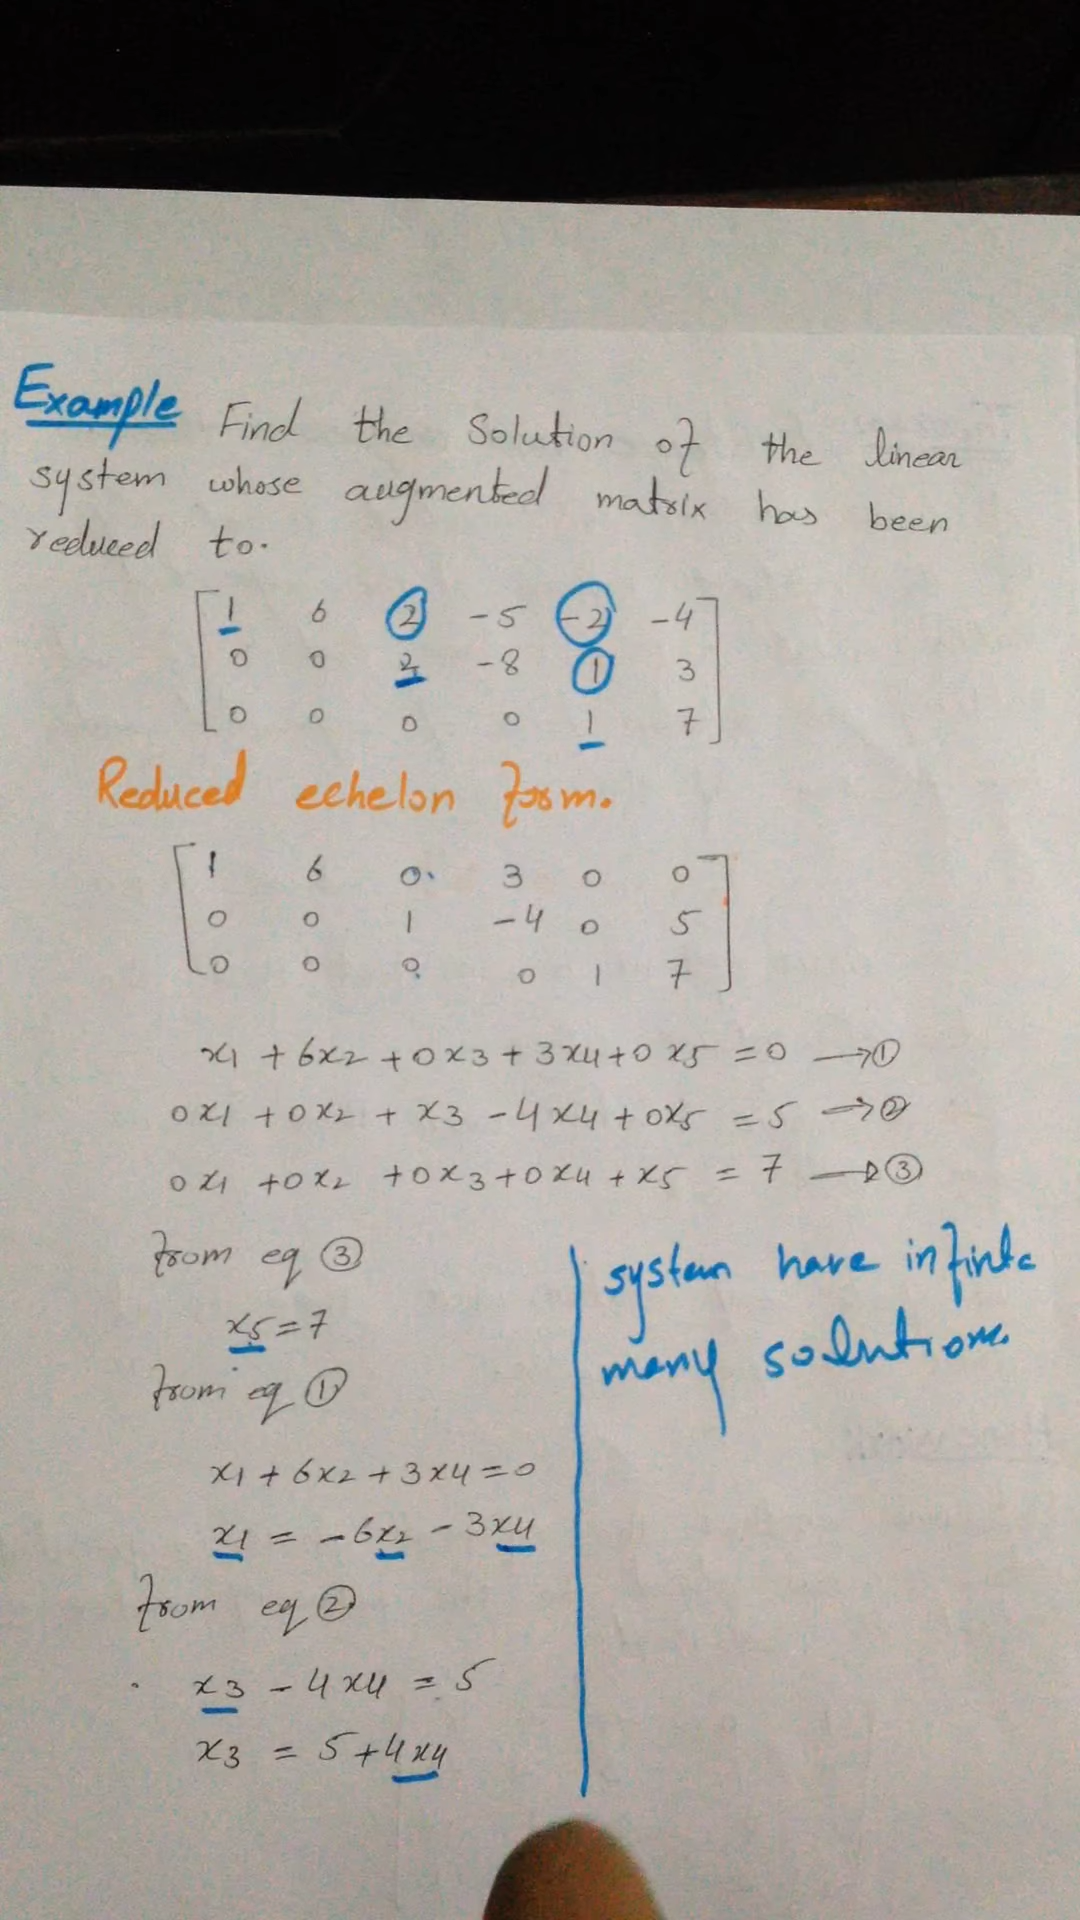 Example Find the Solution of the linear
system whose augmented matrix has been
reduced to.
1 6 2 -5 -2 -4
0 0 2 -8 1 3
0 0 0 0 1 7
Reduced echelon form.
1 6 0 3 0 0
0 0 1 -4 0 5
0 0 0 0 1 7
x1 + 6x2 + 0x3 + 3x4 + 0x5 = 0 → ①
0x1 + 0x2 + x3 - 4x4 + 0x5 = 5 → ②
0x1 + 0x2 + 0x3 + 0x4 + x5 = 7 → ③
from eq ③
x5 = 7
from eq ①
x1 + 6x2 + 3x4 = 0
x1 = -6x2 - 3x4
from eq ②
x3 - 4x4 = 5
x3 = 5 + 4x4
system have infinte
many solutions.